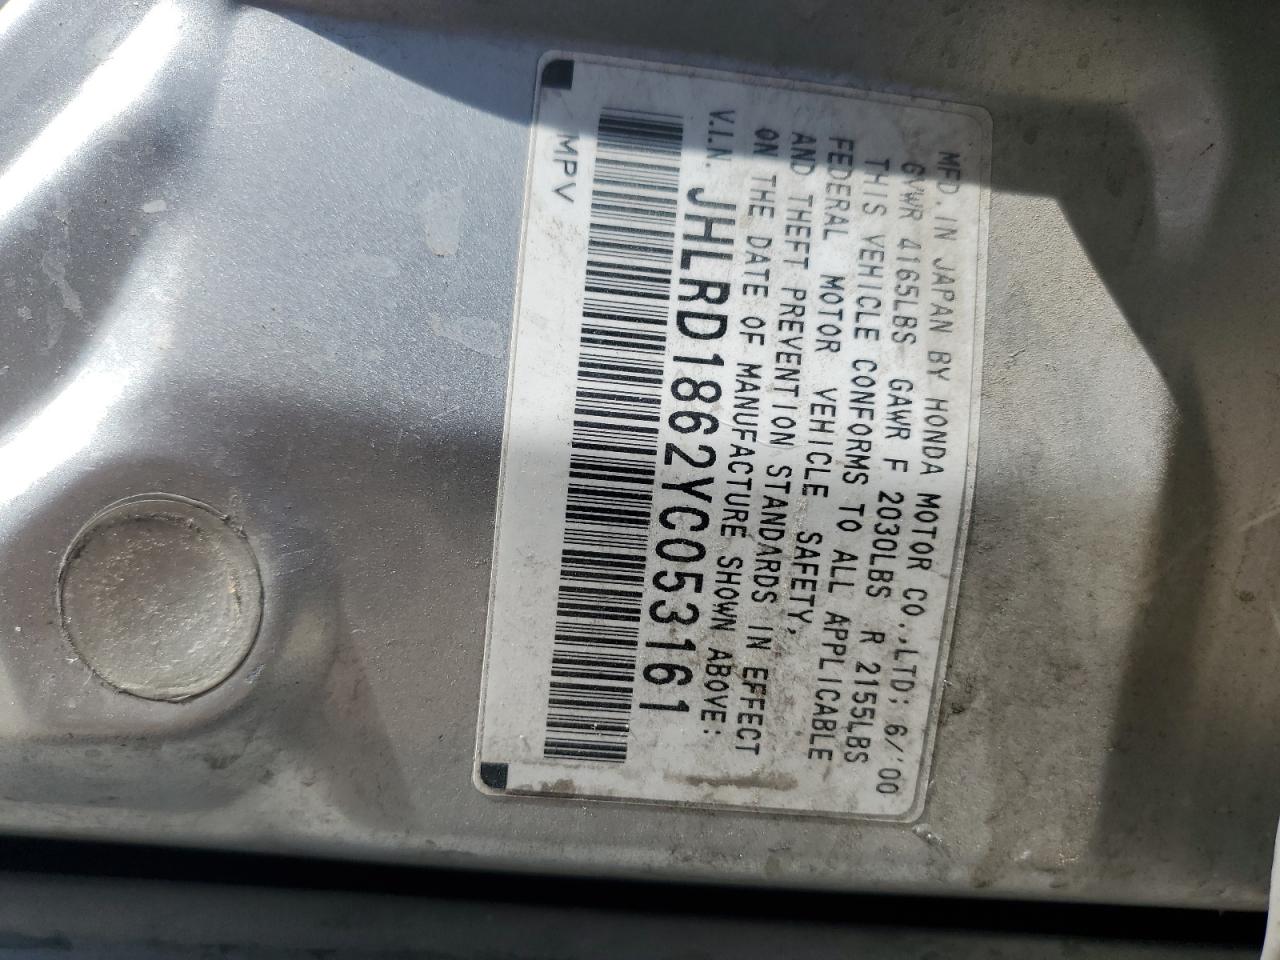 MFD. IN JAPAN BY HONDA MOTOR CO.,LTD; 6/'00
GVWR 4165LBS GAWR F 2030LBS R 2155LBS
THIS VEHICLE CONFORMS TO ALL APPLICABLE
FEDERAL MOTOR VEHICLE SAFETY,
AND THEFT PREVENTION STANDARDS IN EFFECT
ON THE DATE OF MANUFACTURE SHOWN ABOVE:
V.I.N. JHLRD1862YC053161
MPV